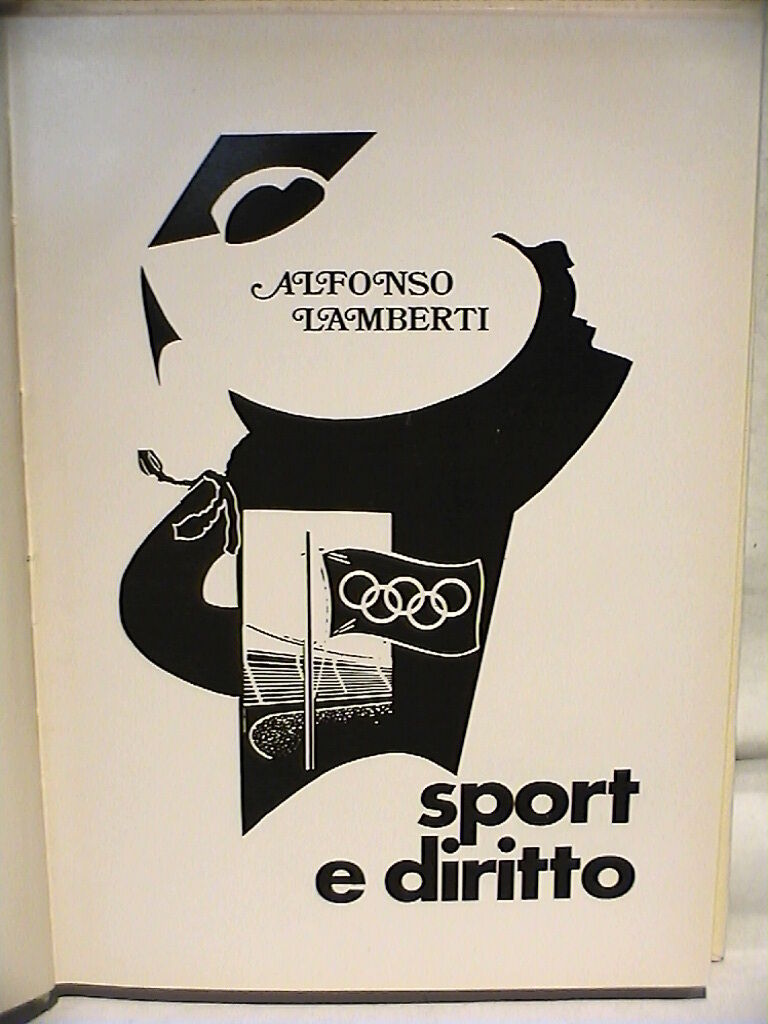 ALFONSO
LAMBERTI
sport
e diritto